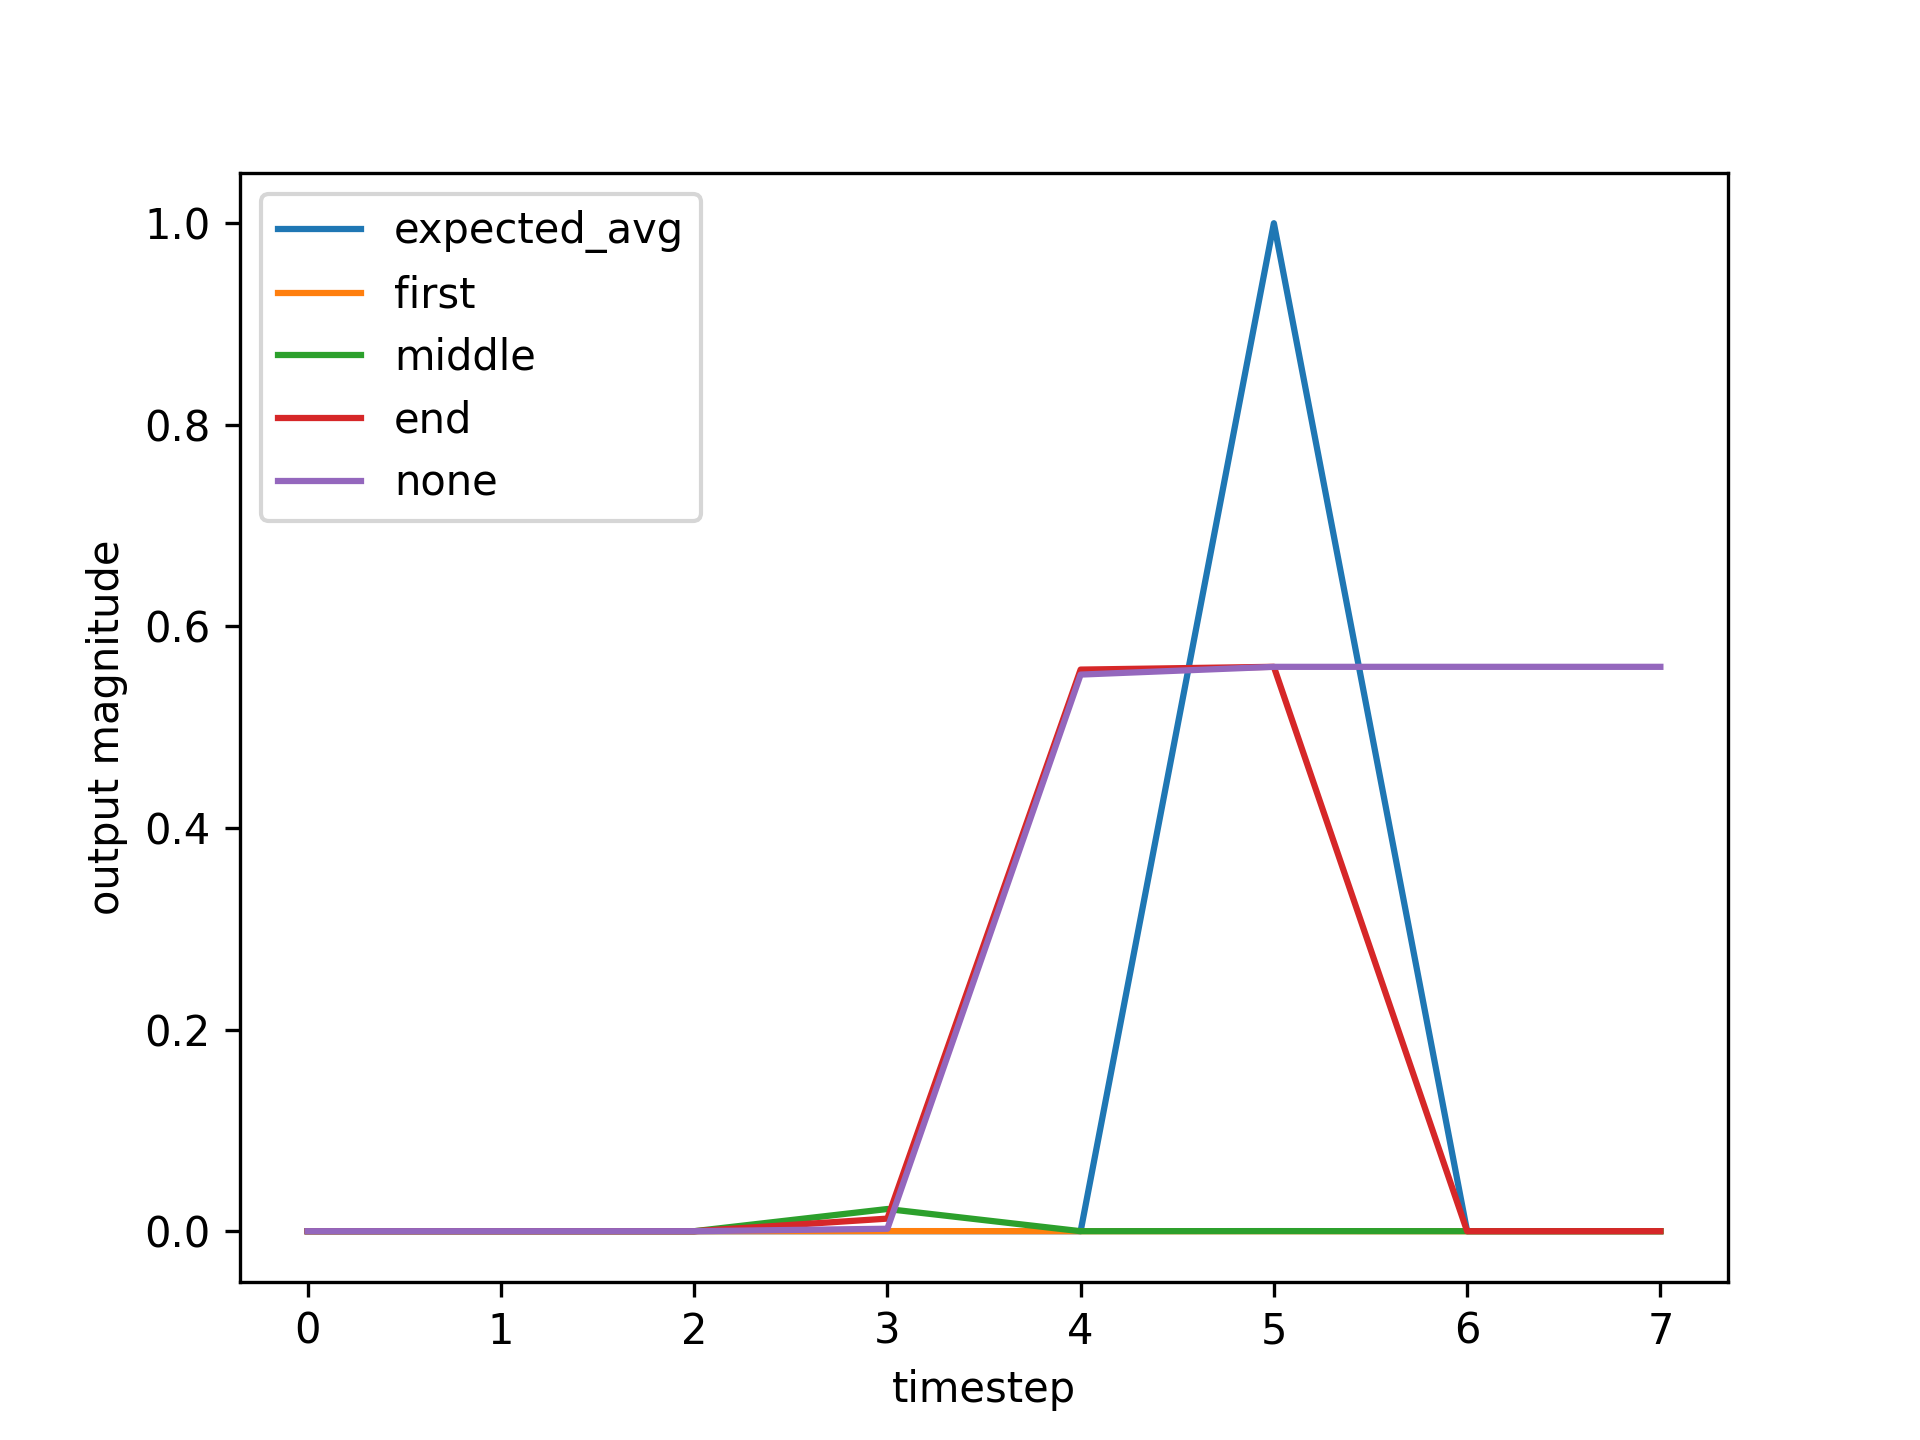 expected_avg
first
middle
end
none
1.0
0.8
0.6
0.4
0.2
0.0
output magnitude
0 1 2 3 4 5 6 7
timestep